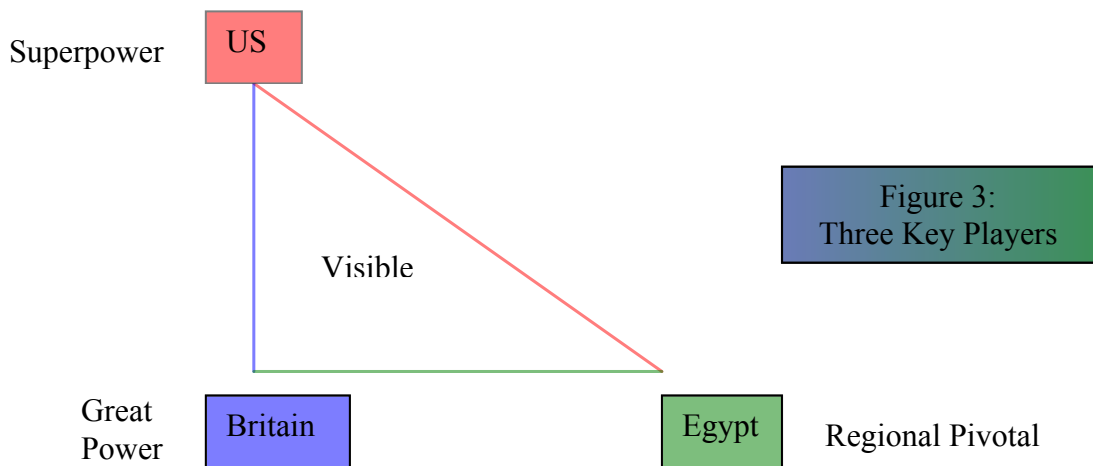 Superpower
US
Figure 3:
Three Key Players
Visible
Great
Power
Britain
Egypt
Regional Pivotal